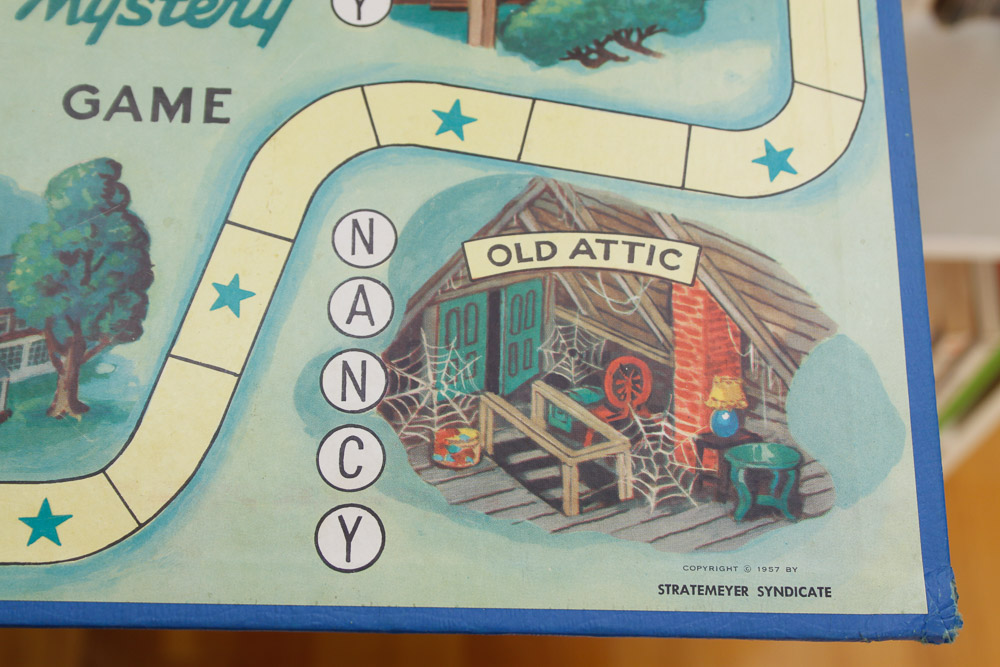 Mystery
Y
GAME
OLD ATTIC
N
A
N
C
Y
COPYRIGHT © 1957 BY
STRATEMEYER SYNDICATE